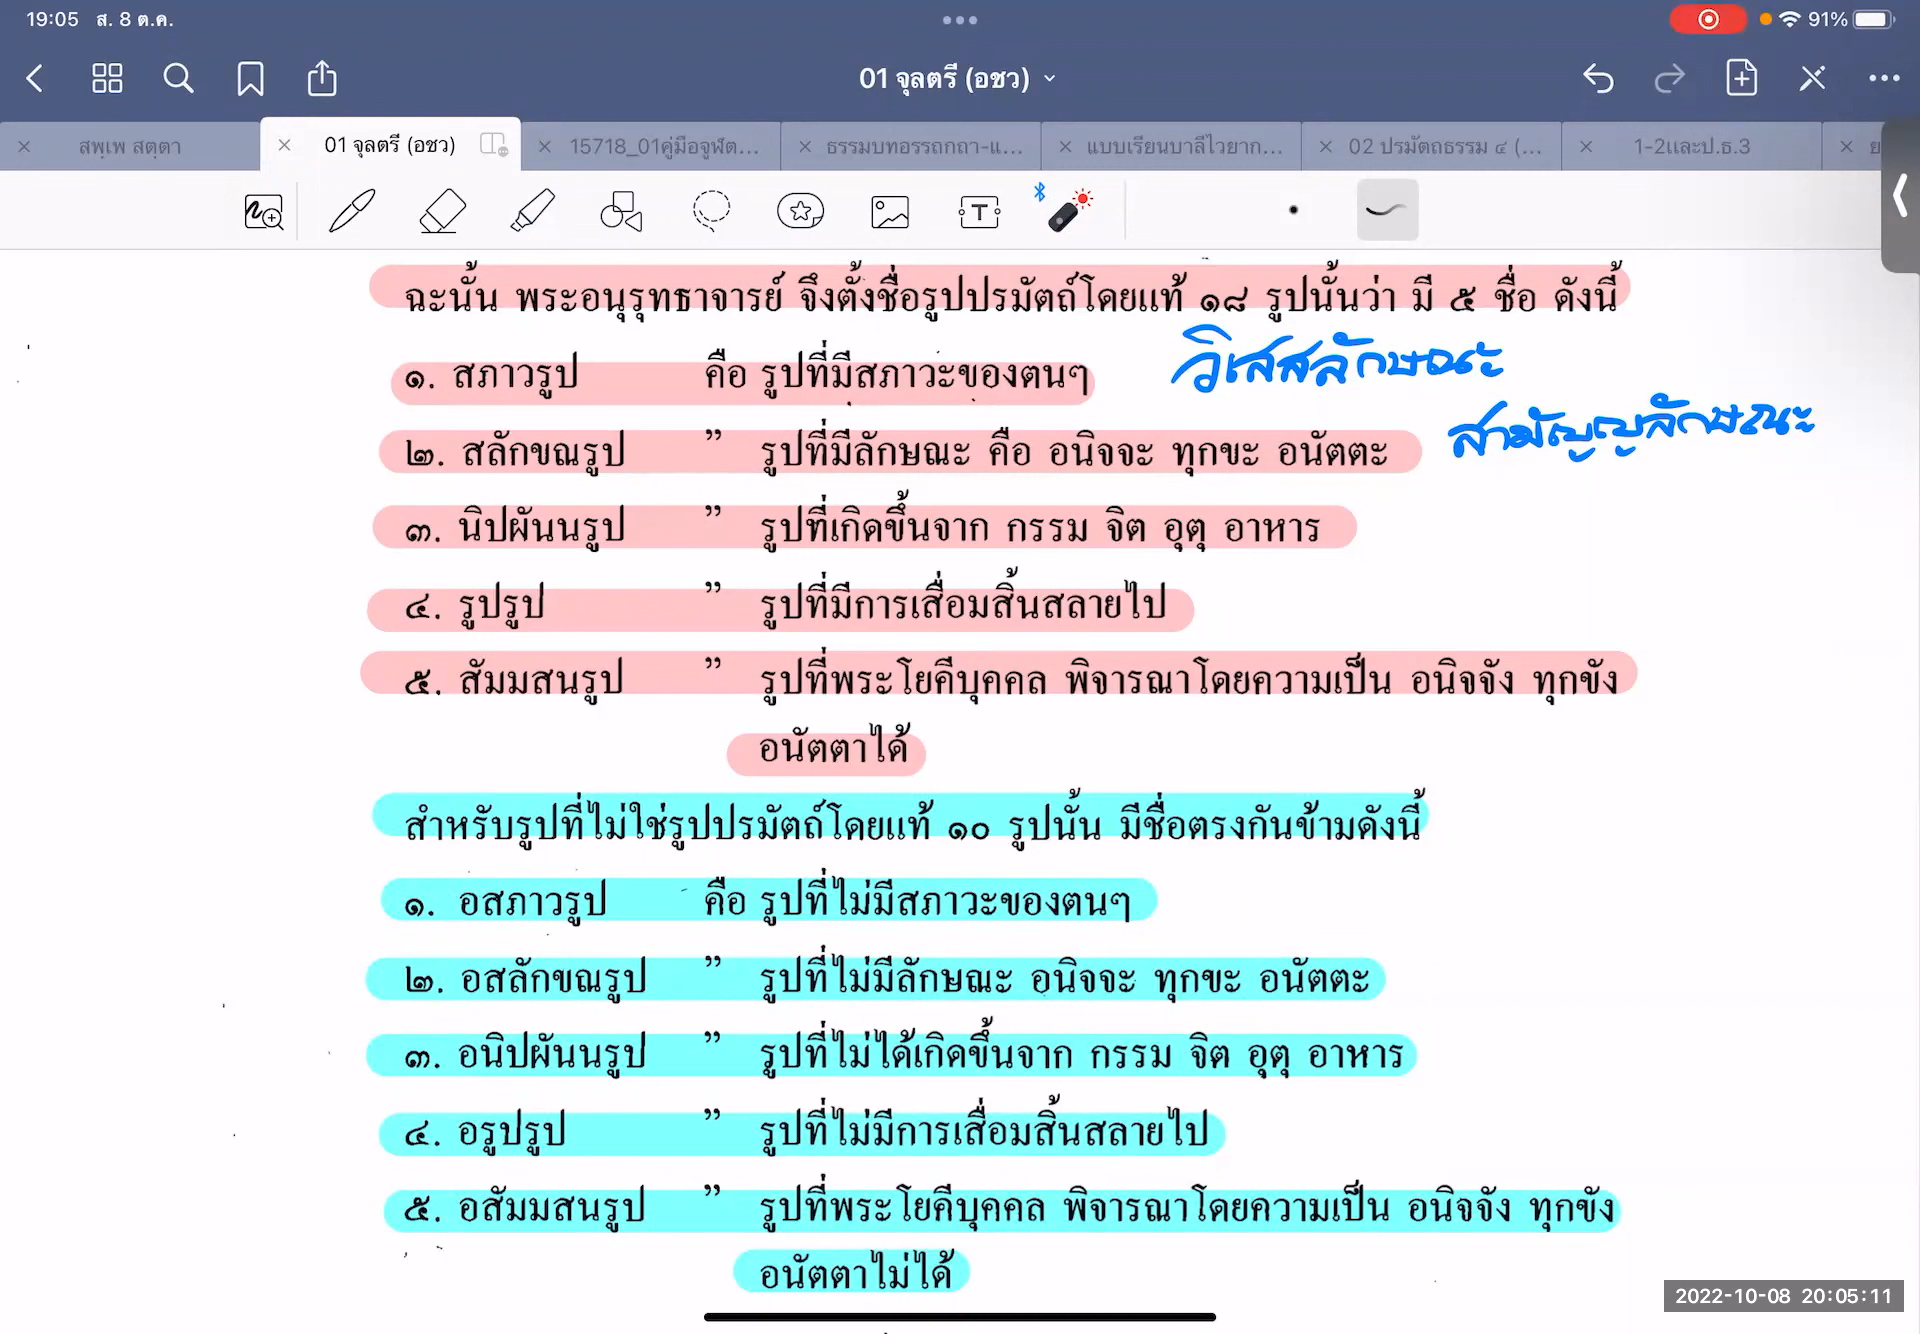 19:05 ส. 8 ต.ค.
91%
01 จุลตรี (อชว)
สพฺเพ สตฺตา
01 จุลตรี (อชว)
15718_01คู่มือจูฬต...
ธรรมบทอรรถกถา-แ...
แบบเรียนบาลีไวยาก...
02 ปรมัตถธรรม ๔ (...
1-2และป.ธ.3
ย
ฉะนั้น พระอนุรุทธาจารย์ จึงตั้งชื่อรูปปรมัตถ์โดยแท้ ๑๘ รูปนั้นว่า มี ๕ ชื่อ ดังนี้
๑. สภาวรูป คือ รูปที่มีสภาวะของตนๆ
วิเสสลักษณะ
๒. สลักขณรูป ” รูปที่มีลักษณะ คือ อนิจจะ ทุกขะ อนัตตะ
สามัญญลักษณะ
๓. นิปผันนรูป ” รูปที่เกิดขึ้นจาก กรรม จิต อุตุ อาหาร
๔. รูปรูป ” รูปที่มีการเสื่อมสิ้นสลายไป
๕. สัมมสนรูป ” รูปที่พระโยคีบุคคล พิจารณาโดยความเป็น อนิจจัง ทุกขัง
อนัตตาได้
สำหรับรูปที่ไม่ใช่รูปปรมัตถ์โดยแท้ ๑๐ รูปนั้น มีชื่อตรงกันข้ามดังนี้
๑. อสภาวรูป คือ รูปที่ไม่มีสภาวะของตนๆ
๒. อสลักขณรูป ” รูปที่ไม่มีลักษณะ อนิจจะ ทุกขะ อนัตตะ
๓. อนิปผันนรูป ” รูปที่ไม่ได้เกิดขึ้นจาก กรรม จิต อุตุ อาหาร
๔. อรูปรูป ” รูปที่ไม่มีการเสื่อมสิ้นสลายไป
๕. อสัมมสนรูป ” รูปที่พระโยคีบุคคล พิจารณาโดยความเป็น อนิจจัง ทุกขัง
อนัตตาไม่ได้
2022-10-08 20:05:11